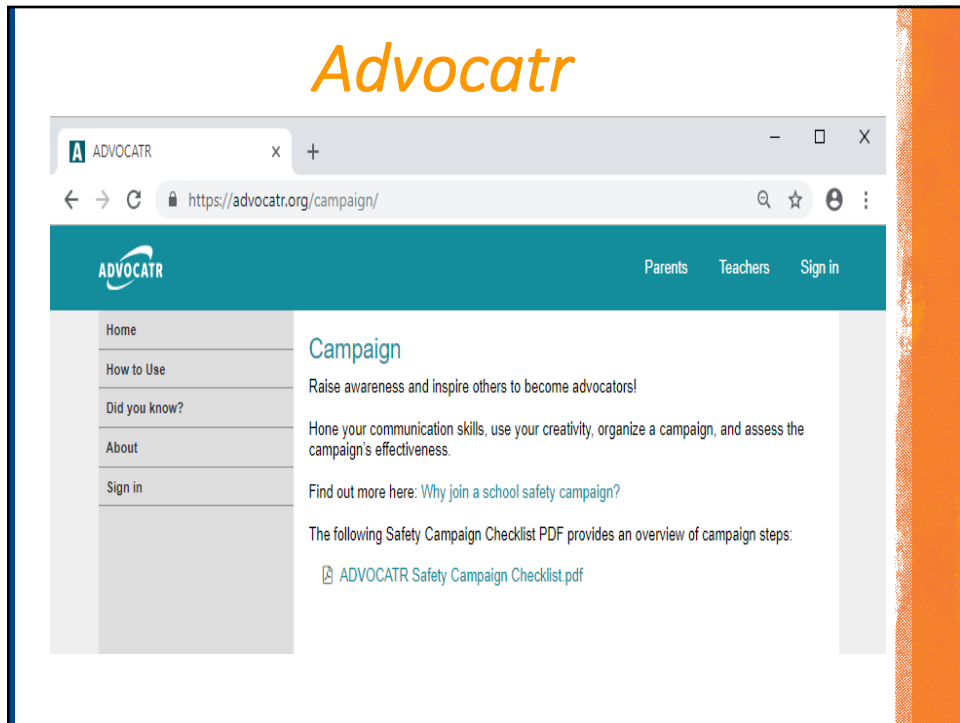 Advocatr
A ADVOCATR
https://advocatr.org/campaign/
ADVOCATR
Parents Teachers Sign in
Home
How to Use
Did you know?
About
Sign in
Campaign
Raise awareness and inspire others to become advocators!
Hone your communication skills, use your creativity, organize a campaign, and assess the
campaign's effectiveness.
Find out more here: Why join a school safety campaign?
The following Safety Campaign Checklist PDF provides an overview of campaign steps:
ADVOCATR Safety Campaign Checklist.pdf